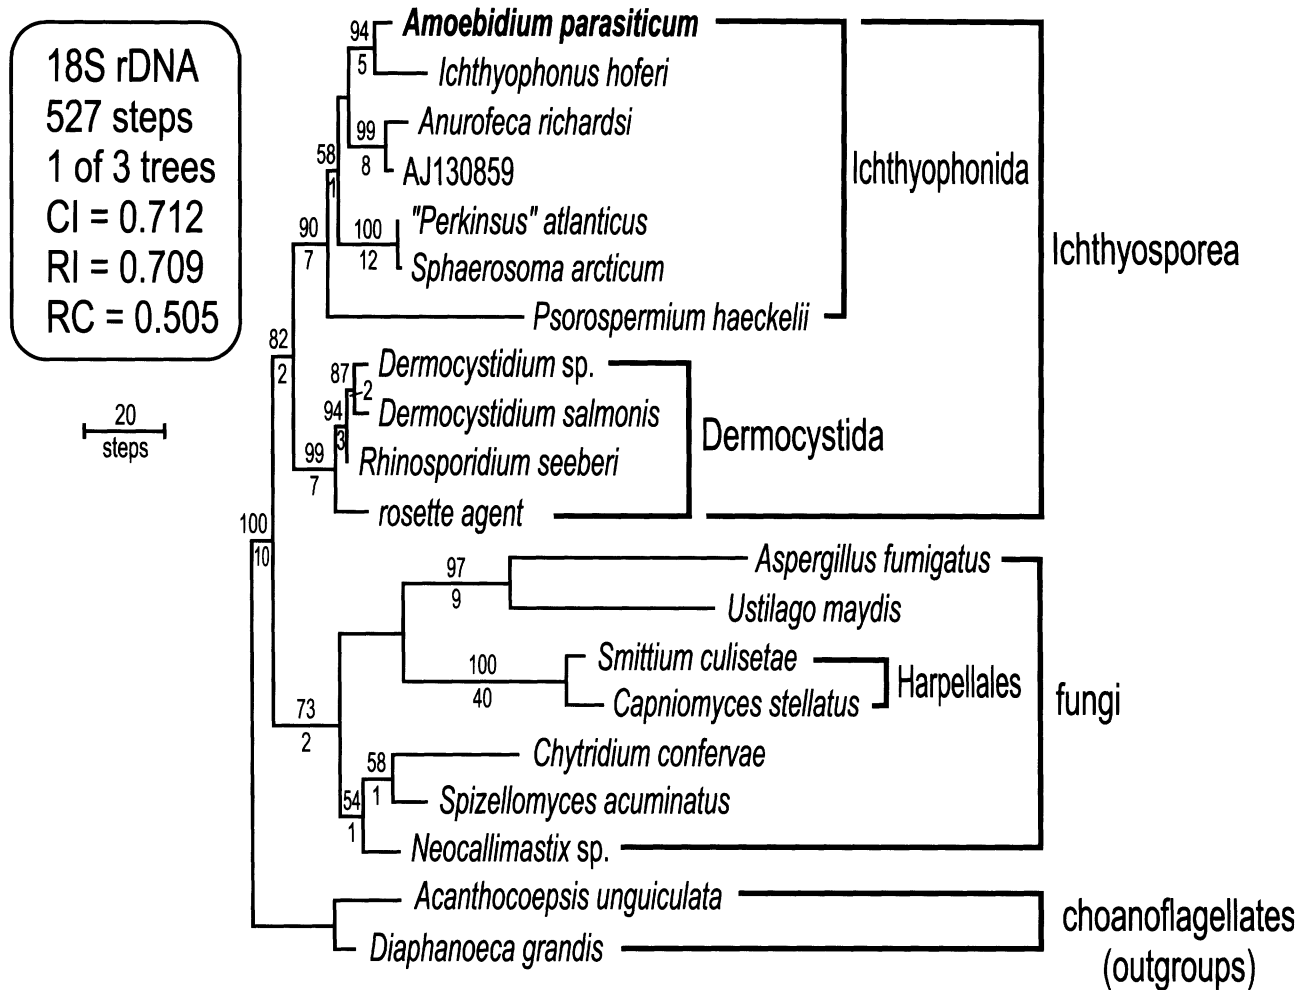 18S rDNA
527 steps
1 of 3 trees
CI = 0.712
RI = 0.709
RC = 0.505
20
steps
94
5
Amoebidium parasiticum
Ichthyophonus hoferi
99
8
Anurofeca richardsi
AJ130859
58
1
100
12
"Perkinsus" atlanticus
Sphaerosoma arcticum
90
7
Psorospermium haeckelii
Ichthyophonida
Ichthyosporea
82
2
87
2
Dermocystidium sp.
Dermocystidium salmonis
94
3
Rhinosporidium seeberi
99
7
rosette agent
Dermocystida
100
10
97
9
Aspergillus fumigatus
Ustilago maydis
100
40
Smittium culisetae
Capniomyces stellatus
Harpellales
fungi
73
2
58
1
Chytridium confervae
Spizellomyces acuminatus
54
1
Neocallimastix sp.
Acanthocoepsis unguiculata
Diaphanoeca grandis
choanoflagellates
(outgroups)